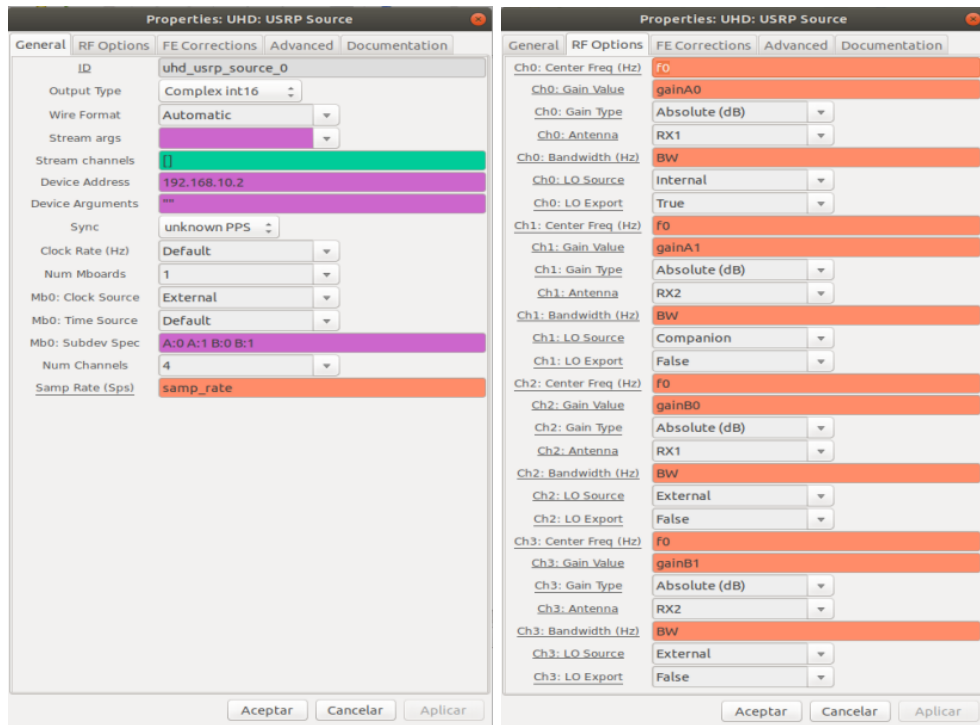 Properties: UHD: USRP Source
General RF Options FE Corrections Advanced Documentation
ID uhd_usrp_source_0
Output Type Complex int16
Wire Format Automatic
Stream args
Stream channels []
Device Address 192.168.10.2
Device Arguments ""
Sync unknown PPS
Clock Rate (Hz) Default
Num Mboards 1
Mb0: Clock Source External
Mb0: Time Source Default
Mb0: Subdev Spec A:0 A:1 B:0 B:1
Num Channels 4
Samp Rate (Sps) samp_rate
Aceptar Cancelar Aplicar
Properties: UHD: USRP Source
General RF Options FE Corrections Advanced Documentation
Ch0: Center Freq (Hz) f0
Ch0: Gain Value gainA0
Ch0: Gain Type Absolute (dB)
Ch0: Antenna RX1
Ch0: Bandwidth (Hz) BW
Ch0: LO Source Internal
Ch0: LO Export True
Ch1: Center Freq (Hz) f0
Ch1: Gain Value gainA1
Ch1: Gain Type Absolute (dB)
Ch1: Antenna RX2
Ch1: Bandwidth (Hz) BW
Ch1: LO Source Companion
Ch1: LO Export False
Ch2: Center Freq (Hz) f0
Ch2: Gain Value gainB0
Ch2: Gain Type Absolute (dB)
Ch2: Antenna RX1
Ch2: Bandwidth (Hz) BW
Ch2: LO Source External
Ch2: LO Export False
Ch3: Center Freq (Hz) f0
Ch3: Gain Value gainB1
Ch3: Gain Type Absolute (dB)
Ch3: Antenna RX2
Ch3: Bandwidth (Hz) BW
Ch3: LO Source External
Ch3: LO Export False
Aceptar Cancelar Aplicar